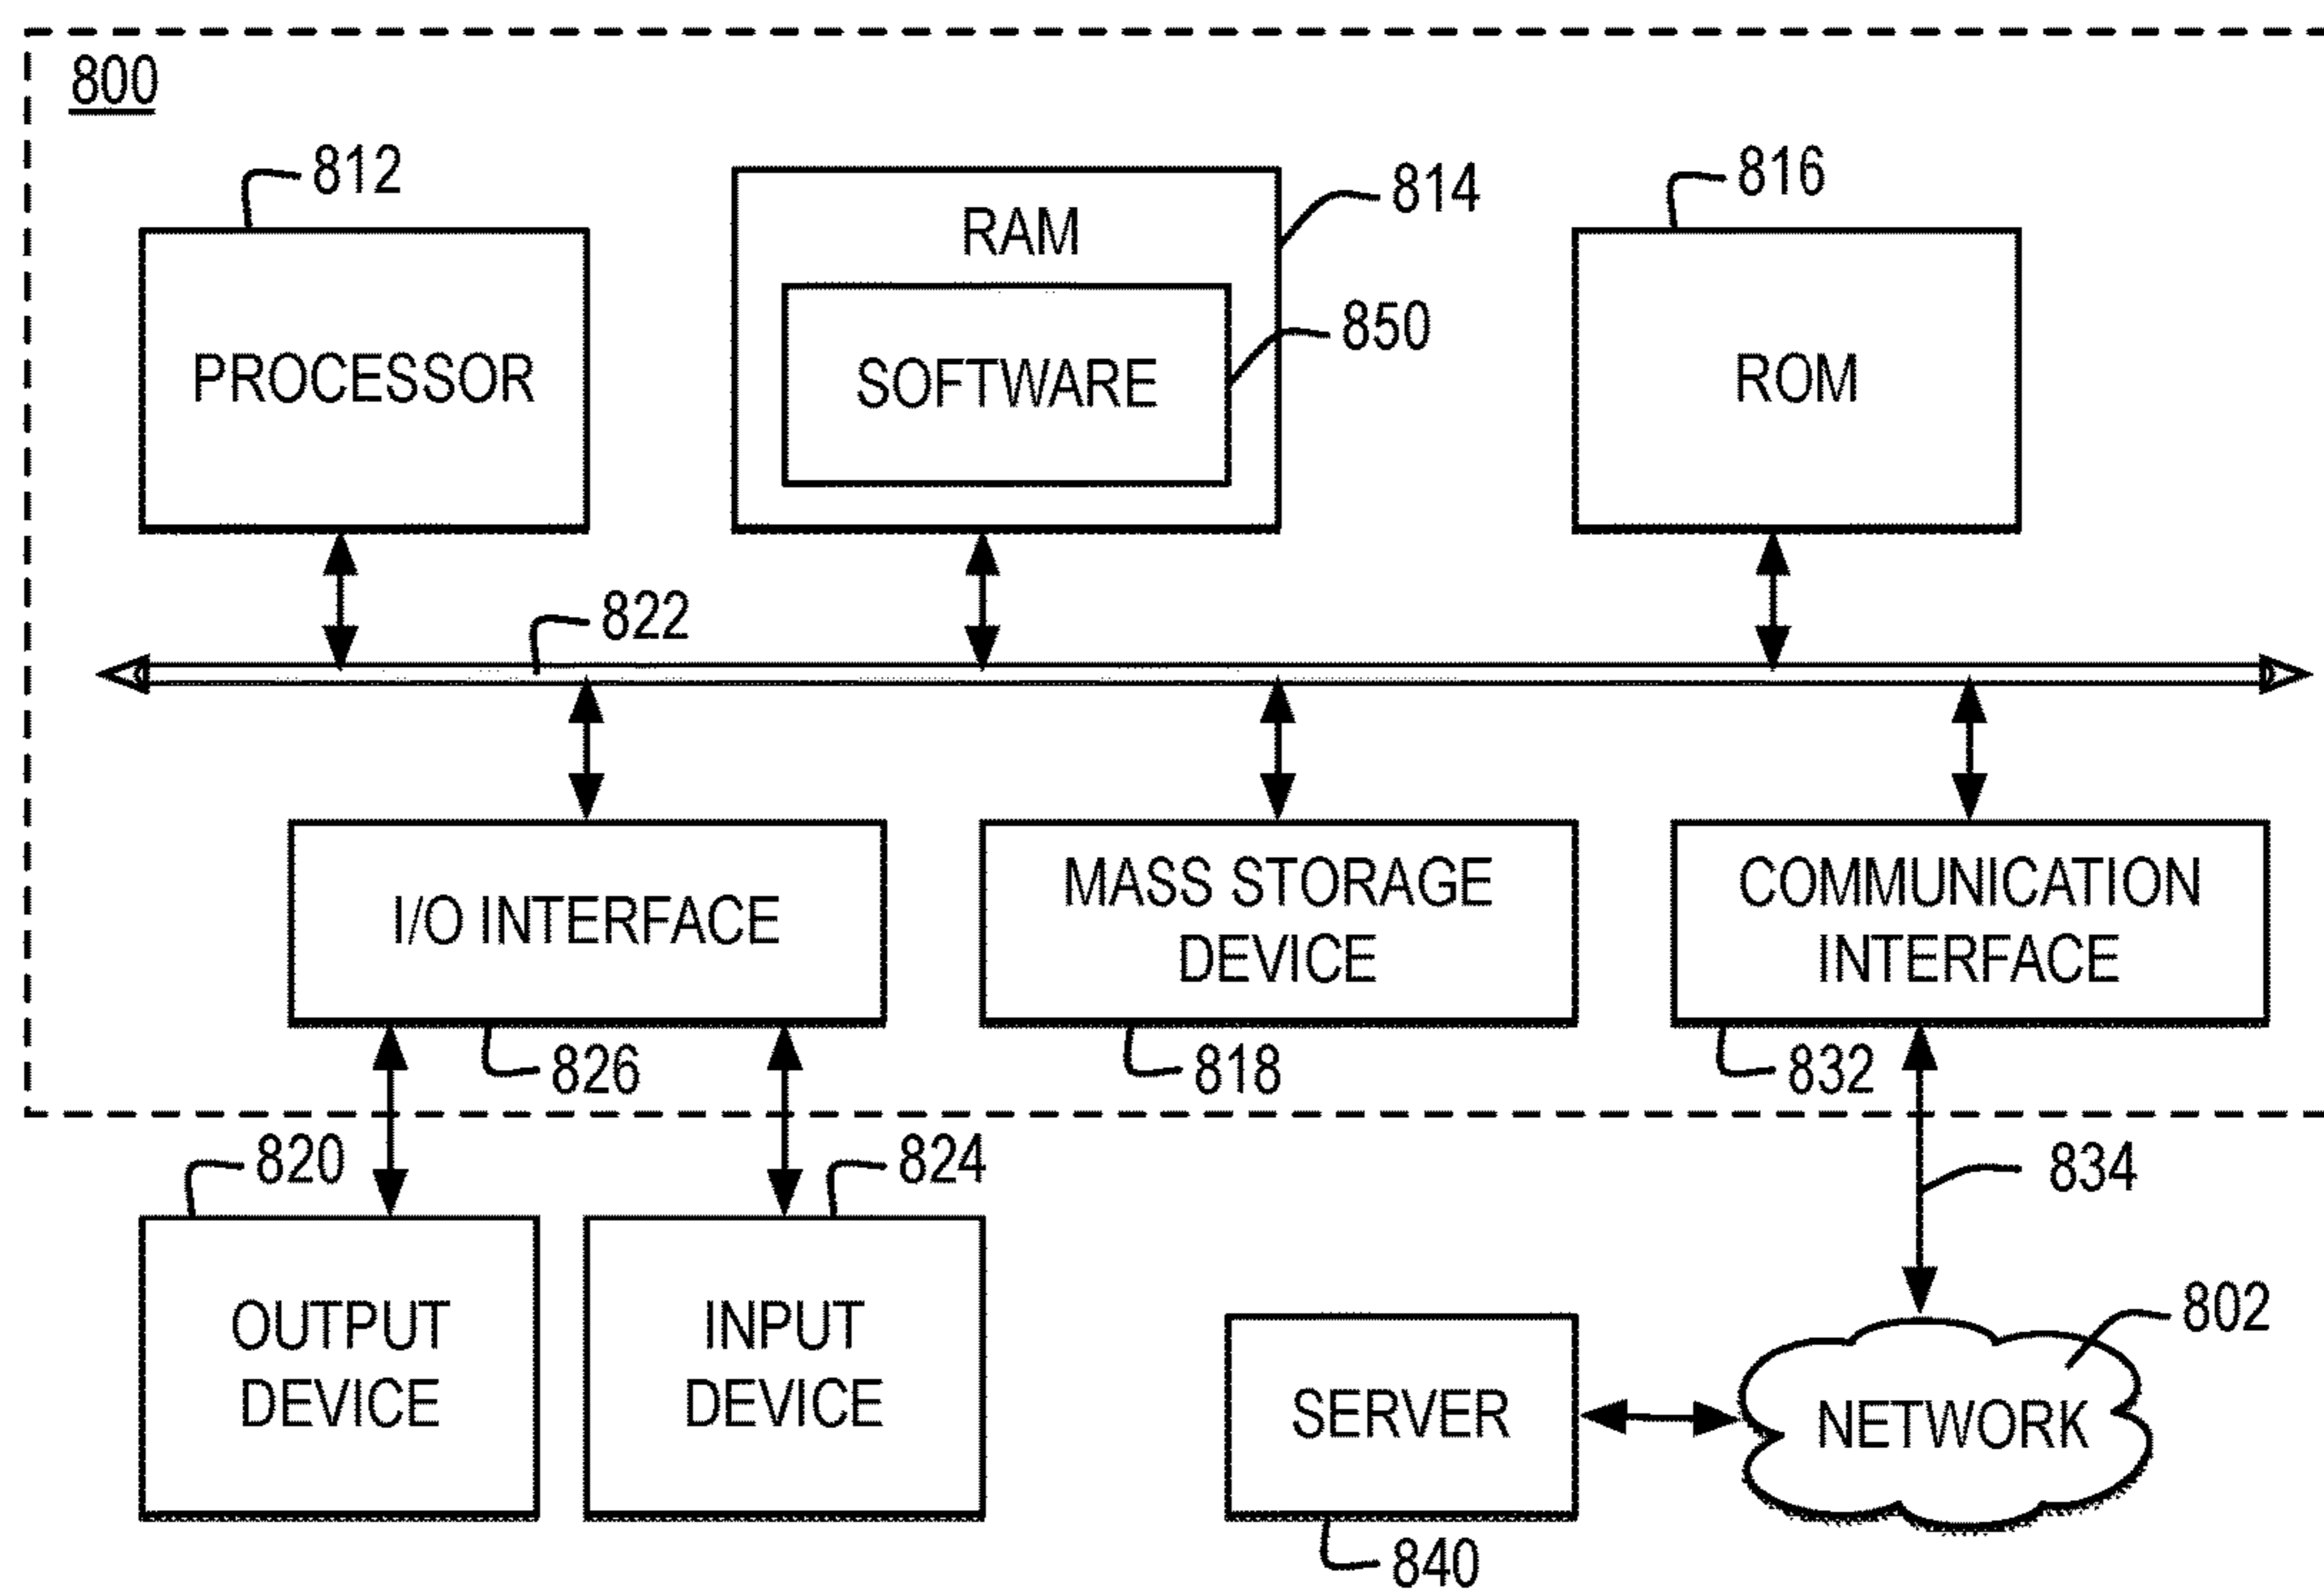 800
812
814
816
RAM
850
PROCESSOR
SOFTWARE
ROM
822
I/O INTERFACE
MASS STORAGE
DEVICE
COMMUNICATION
INTERFACE
826
818
832
820
824
834
OUTPUT
DEVICE
INPUT
DEVICE
802
SERVER
NETWORK
840